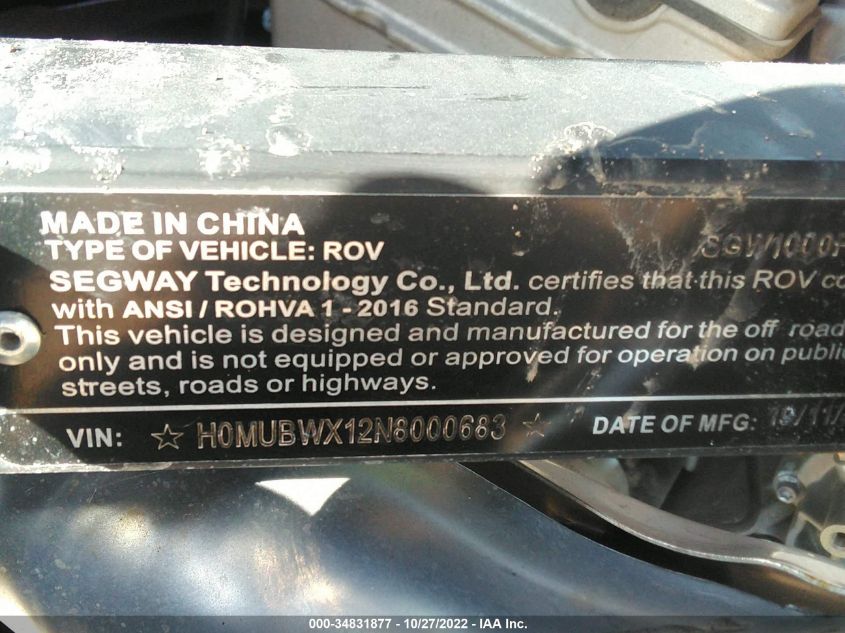 MADE IN CHINA
TYPE OF VEHICLE: ROV
SGW1000F
SEGWAY Technology Co., Ltd. certifies that this ROV co
with ANSI / ROHVA 1 - 2016 Standard.
This vehicle is designed and manufactured for the off road
only and is not equipped or approved for operation on public
streets, roads or highways.
VIN: ☆ H0MUBWX12N8000683 ☆ DATE OF MFG:
000-34831877 - 10/27/2022 - IAA Inc.